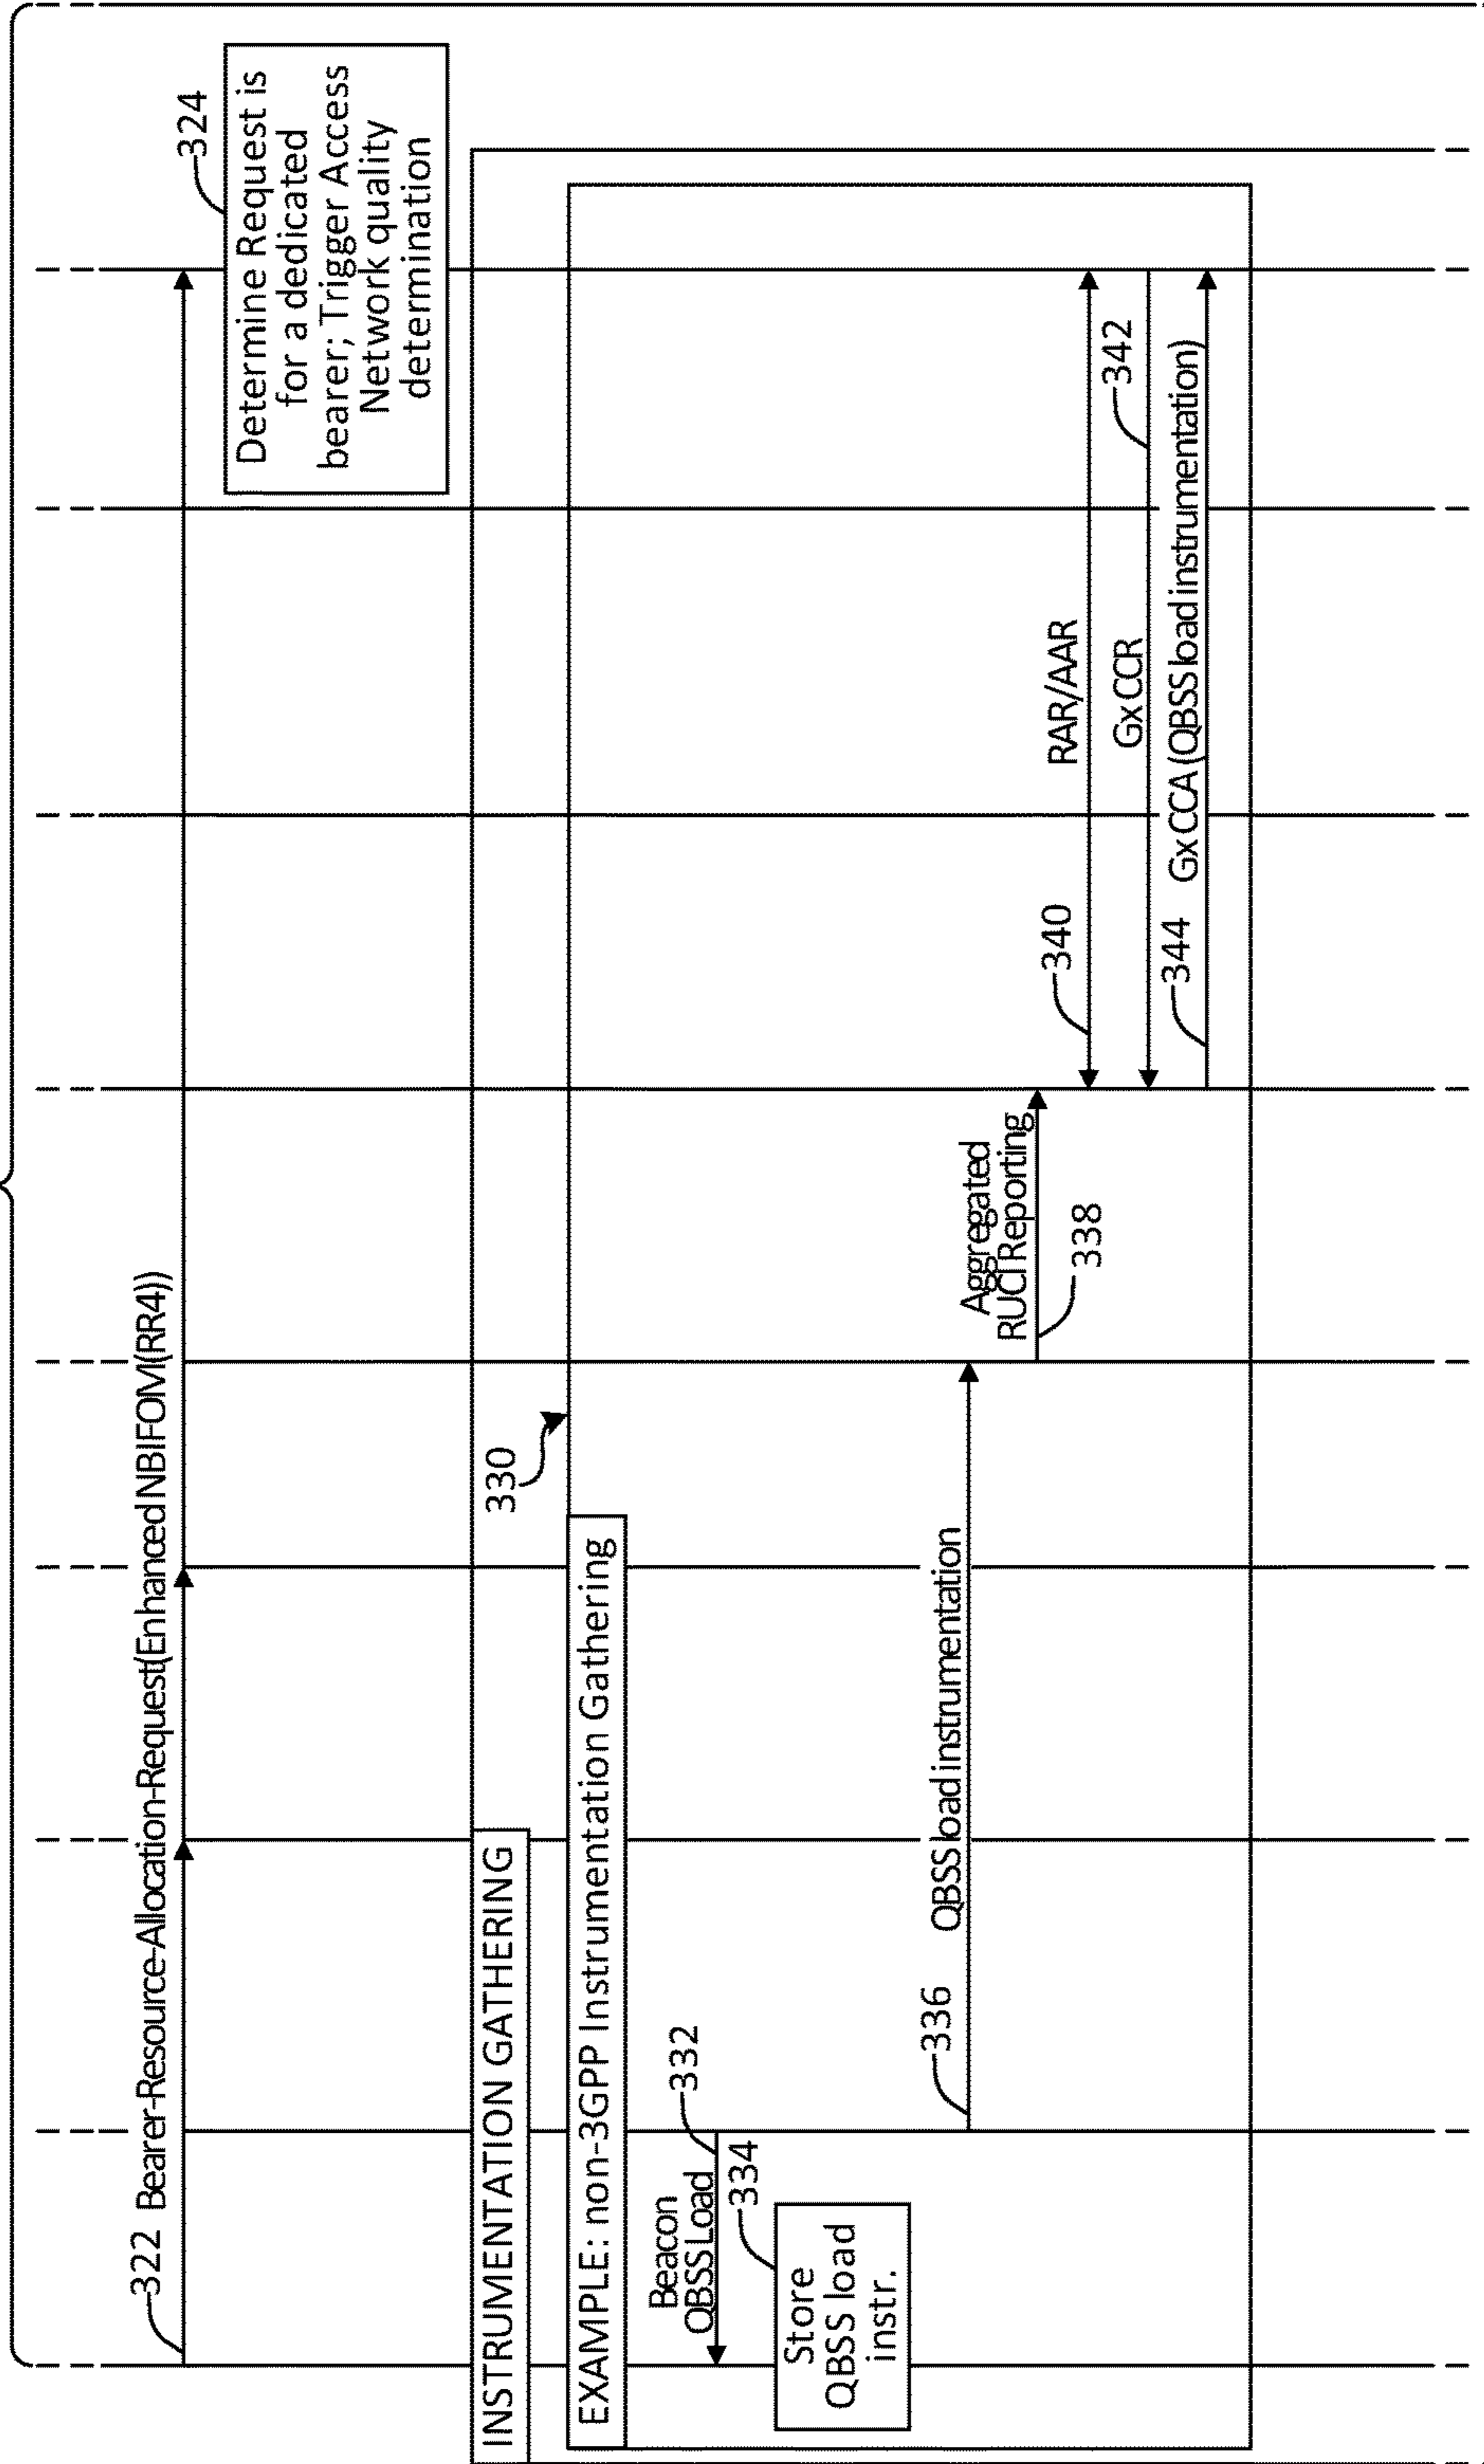 322 Bearer-Resource-Allocation-Request(Enhanced NBIFOM(RR4))
324
Determine Request is
for a dedicated
bearer; Trigger Access
Network quality
determination
INSTRUMENTATION GATHERING
330
EXAMPLE: non-3GPP Instrumentation Gathering
Beacon
QBSS Load
332
334
Store
QBSS load
instr.
336 QBSS load instrumentation
Aggregated
RUCI Reporting
338
340
RAR/AAR
Gx CCR
342
344 Gx CCA (QBSS load instrumentation)